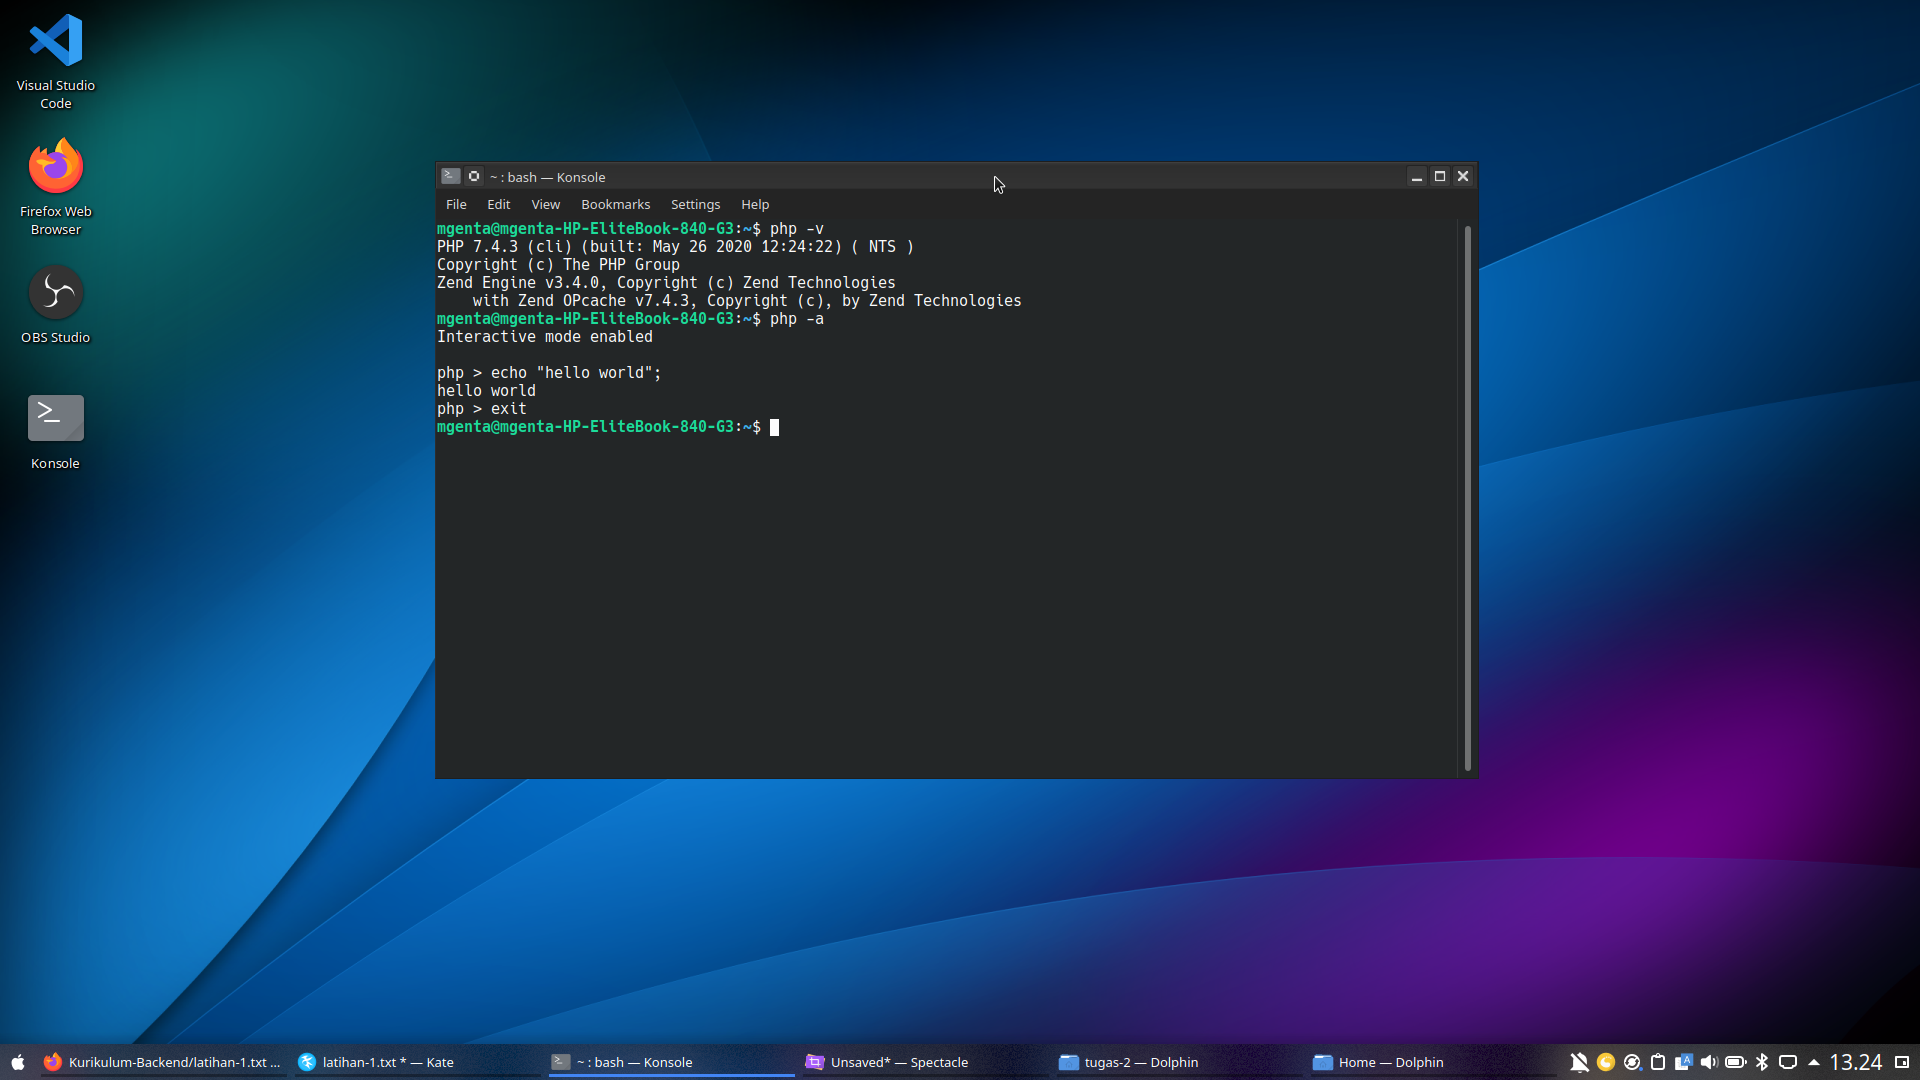 Visual Studio
Code
Firefox Web
Browser
OBS Studio
Konsole
~ : bash — Konsole
File Edit View Bookmarks Settings Help
mgenta@mgenta-HP-EliteBook-840-G3:~$ php -v
PHP 7.4.3 (cli) (built: May 26 2020 12:24:22) ( NTS )
Copyright (c) The PHP Group
Zend Engine v3.4.0, Copyright (c) Zend Technologies
    with Zend OPcache v7.4.3, Copyright (c), by Zend Technologies
mgenta@mgenta-HP-EliteBook-840-G3:~$ php -a
Interactive mode enabled
php > echo "hello world";
hello world
php > exit
mgenta@mgenta-HP-EliteBook-840-G3:~$
Kurikulum-Backend/latihan-1.txt ... latihan-1.txt * — Kate ~ : bash — Konsole Unsaved* — Spectacle tugas-2 — Dolphin Home — Dolphin A 13.24